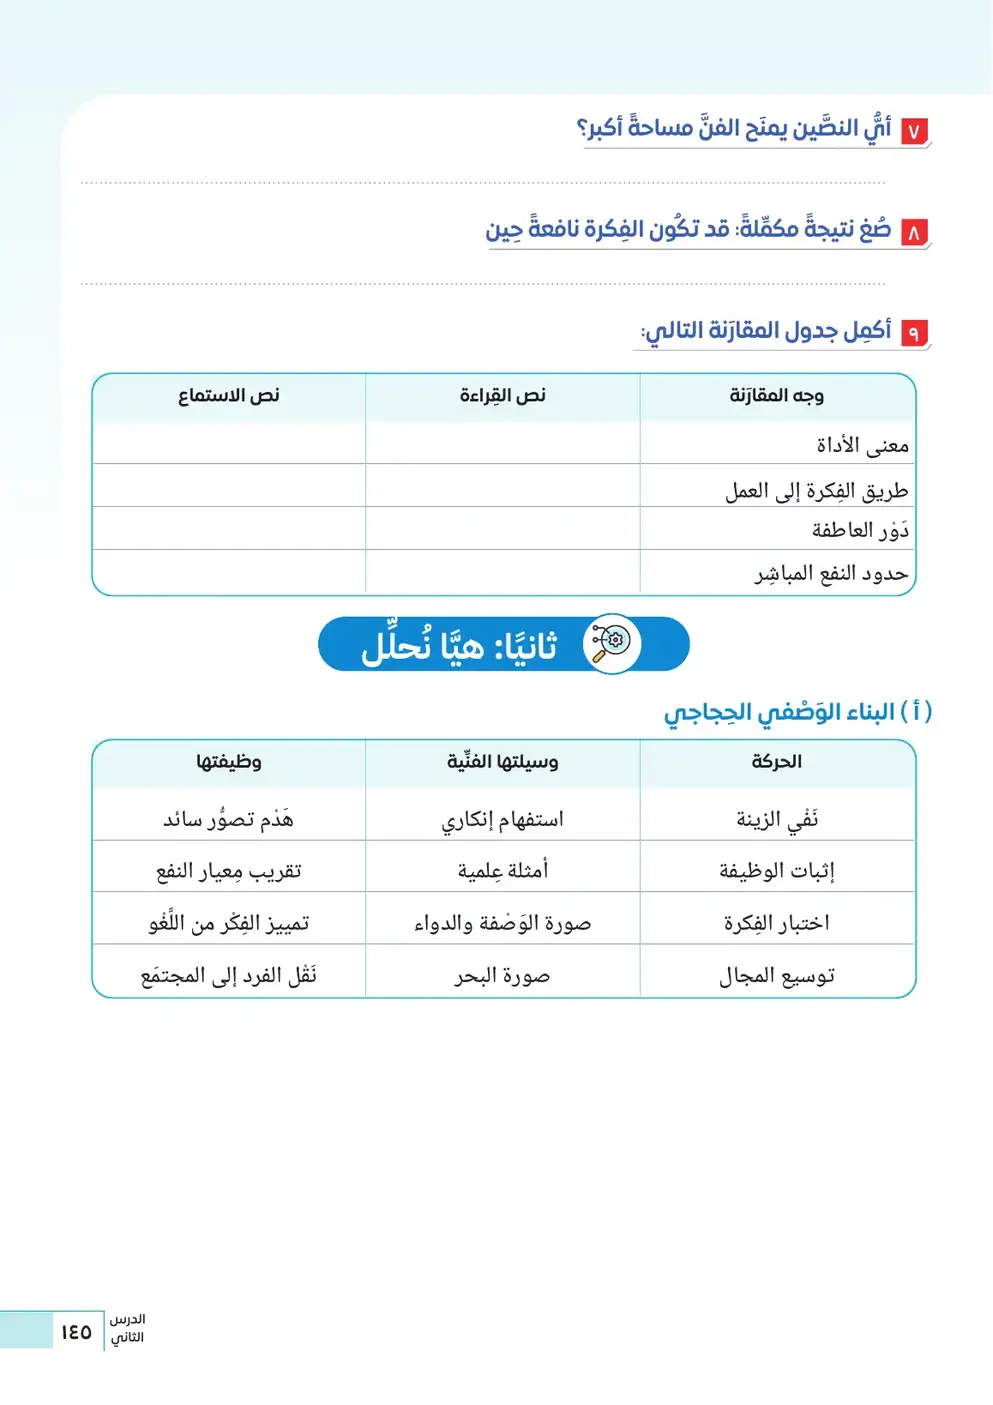 ٧ أيُّ النصَّين يمنَح الفنَّ مساحةً أكبر؟
٨ صُغ نتيجةً مكمِّلةً: قد تكُون الفِكرة نافعةً حِين
٩ أكمِل جدول المقارَنة التالي:
وجه المقارَنة نص القِراءة نص الاستماع
معنى الأداة
طريق الفِكرة إلى العمل
دَوْر العاطفة
حدود النفع المباشِر
ثانيًا: هيَّا نُحلِّل
( أ ) البناء الوَصْفي الحِجاجي
الحركة وسيلتها الفنِّية وظيفتها
نَفْي الزينة استفهام إنكاري هَدْم تصوُّر سائد
إثبات الوظيفة أمثلة عِلمية تقريب مِعيار النفع
اختبار الفِكرة صورة الوَصْفة والدواء تمييز الفِكْر من اللَّغْو
توسيع المجال صورة البحر نَقْل الفرد إلى المجتمَع
الدرس
الثاني
١٤٥